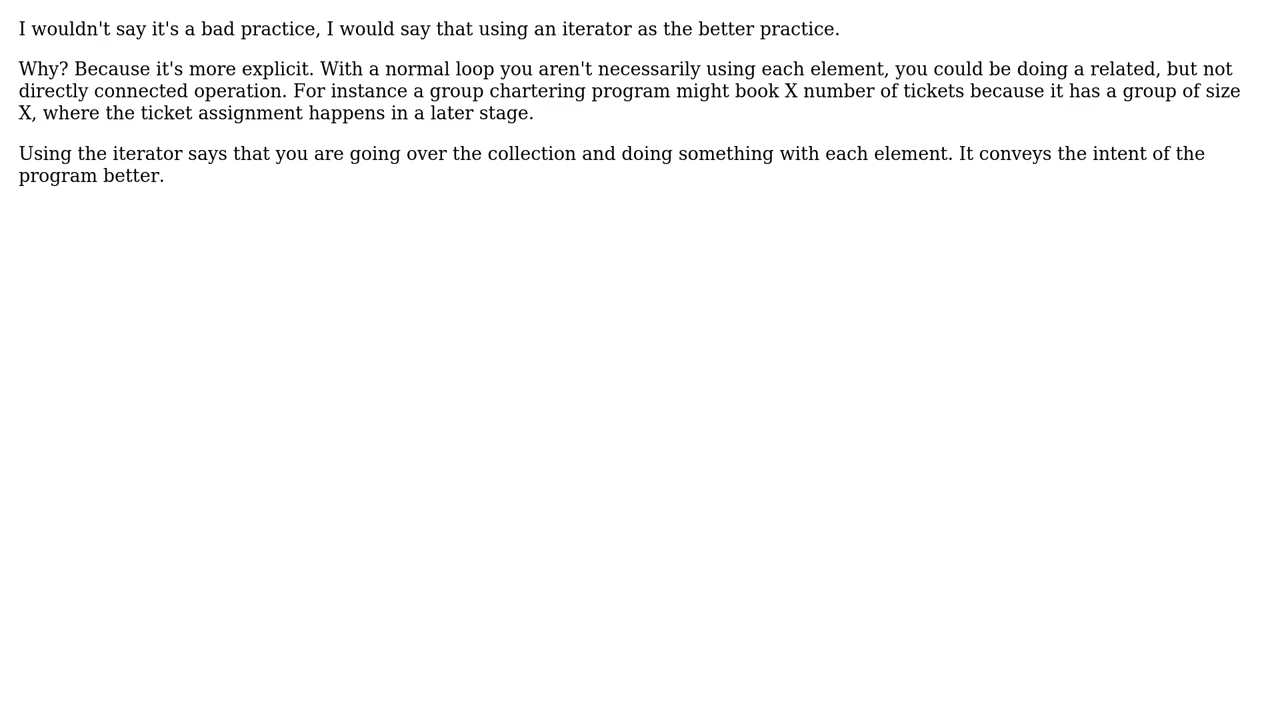 I wouldn't say it's a bad practice, I would say that using an iterator as the better practice.
Why? Because it's more explicit. With a normal loop you aren't necessarily using each element, you could be doing a related, but not
directly connected operation. For instance a group chartering program might book X number of tickets because it has a group of size
X, where the ticket assignment happens in a later stage.
Using the iterator says that you are going over the collection and doing something with each element. It conveys the intent of the
program better.